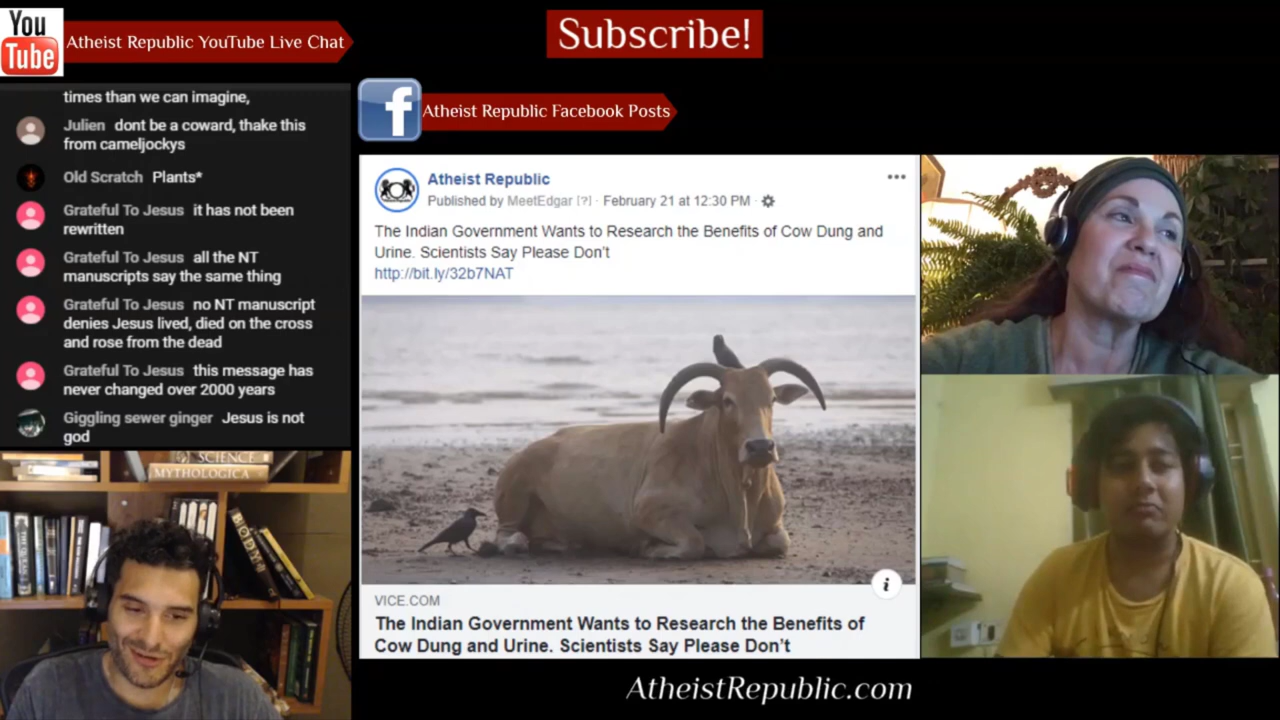 You
Tube
Atheist Republic YouTube Live Chat
Subscribe!
times than we can imagine,
Julien dont be a coward, thake this
from cameljockys
Old Scratch Plants*
Grateful To Jesus it has not been
rewritten
Grateful To Jesus all the NT
manuscripts say the same thing
Grateful To Jesus no NT manuscript
denies Jesus lived, died on the cross
and rose from the dead
Grateful To Jesus this message has
never changed over 2000 years
Giggling sewer ginger Jesus is not
god
f
Atheist Republic Facebook Posts
Atheist Republic
Published by MeetEdgar [?] · February 21 at 12:30 PM ·
The Indian Government Wants to Research the Benefits of Cow Dung and
Urine. Scientists Say Please Don't
http://bit.ly/32b7NAT
i
VICE.COM
The Indian Government Wants to Research the Benefits of
Cow Dung and Urine. Scientists Say Please Don't
SCIENCE
MYTHOLOGICA
AtheistRepublic.com